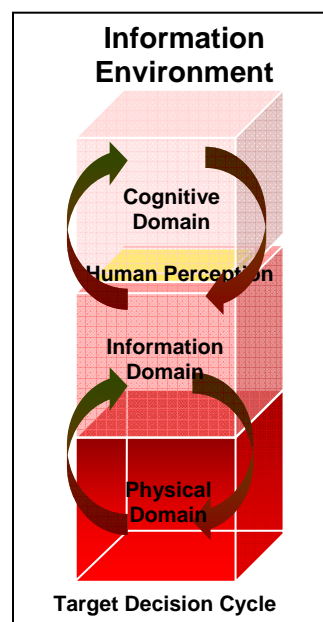 Information
Environment
Cognitive
Domain
Human Perception
Information
Domain
Physical
Domain
Target Decision Cycle